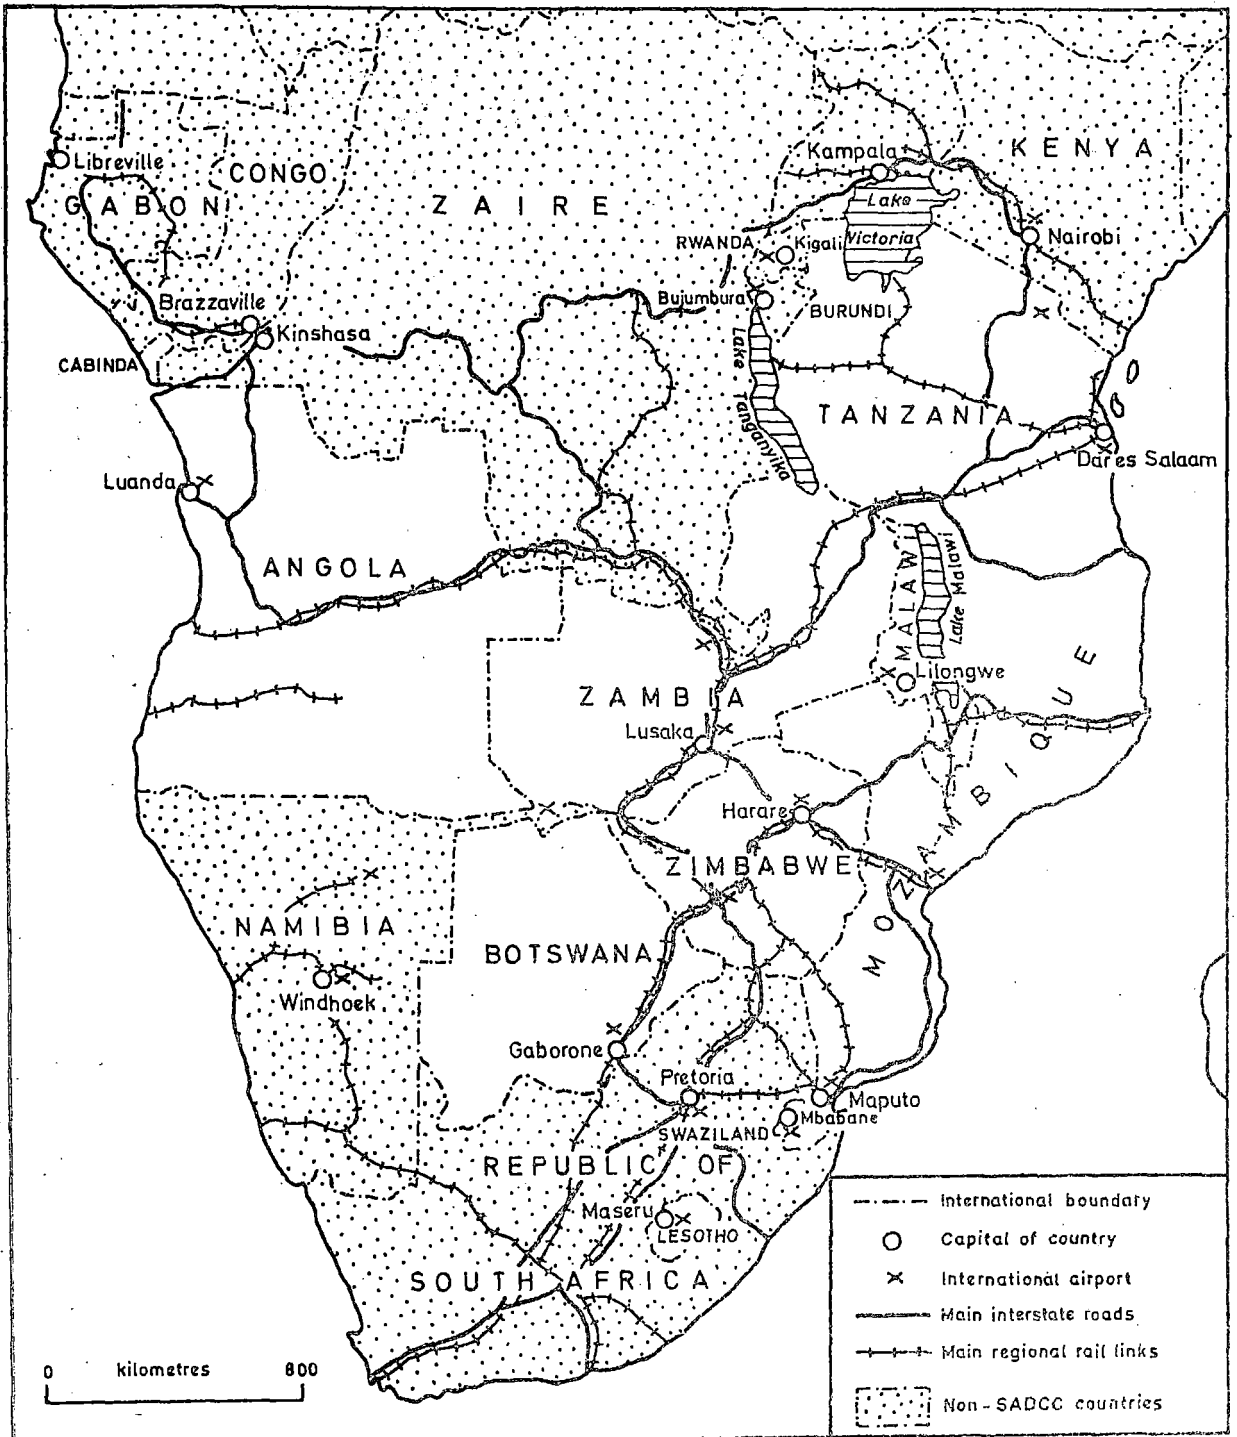 KENYA
Kampala
Libreville
CONGO
GABON
ZAIRE
Lake
Victoria
RWANDA
Kigali
Nairobi
Bujumbura
BURUNDI
Brazzaville
Kinshasa
CABINDA
Lake Tanganyika
TANZANIA
Dar es Salaam
Luanda
ANGOLA
MALAWI
Lake Malawi
Lilongwe
ZAMBIA
Lusaka
MOZAMBIQUE
Harare
ZIMBABWE
NAMIBIA
BOTSWANA
Windhoek
Gaborone
Pretoria
Maputo
Mbabane
SWAZILAND
REPUBLIC OF
Maseru
LESOTHO
SOUTH AFRICA
0 kilometres 800
International boundary
Capital of country
International airport
Main interstate roads
Main regional rail links
Non-SADCC countries